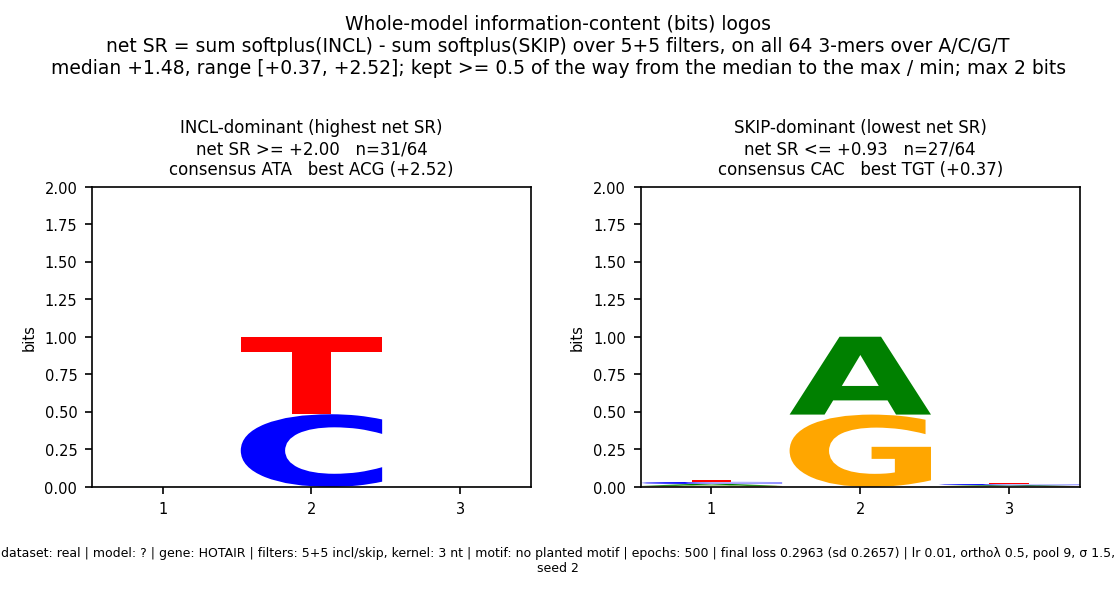 Whole-model information-content (bits) logos
net SR = sum softplus(INCL) - sum softplus(SKIP) over 5+5 filters, on all 64 3-mers over A/C/G/T
median +1.48, range [+0.37, +2.52]; kept >= 0.5 of the way from the median to the max / min; max 2 bits
INCL-dominant (highest net SR)
net SR >= +2.00 n=31/64
consensus ATA best ACG (+2.52)
2.00
1.75
1.50
1.25
1.00
0.75
0.50
0.25
0.00
bits
T
C
1 2 3
SKIP-dominant (lowest net SR)
net SR <= +0.93 n=27/64
consensus CAC best TGT (+0.37)
2.00
1.75
1.50
1.25
1.00
0.75
0.50
0.25
0.00
bits
A
G
1 2 3
dataset: real | model: ? | gene: HOTAIR | filters: 5+5 incl/skip, kernel: 3 nt | motif: no planted motif | epochs: 500 | final loss 0.2963 (sd 0.2657) | lr 0.01, orthoλ 0.5, pool 9, σ 1.5,
seed 2